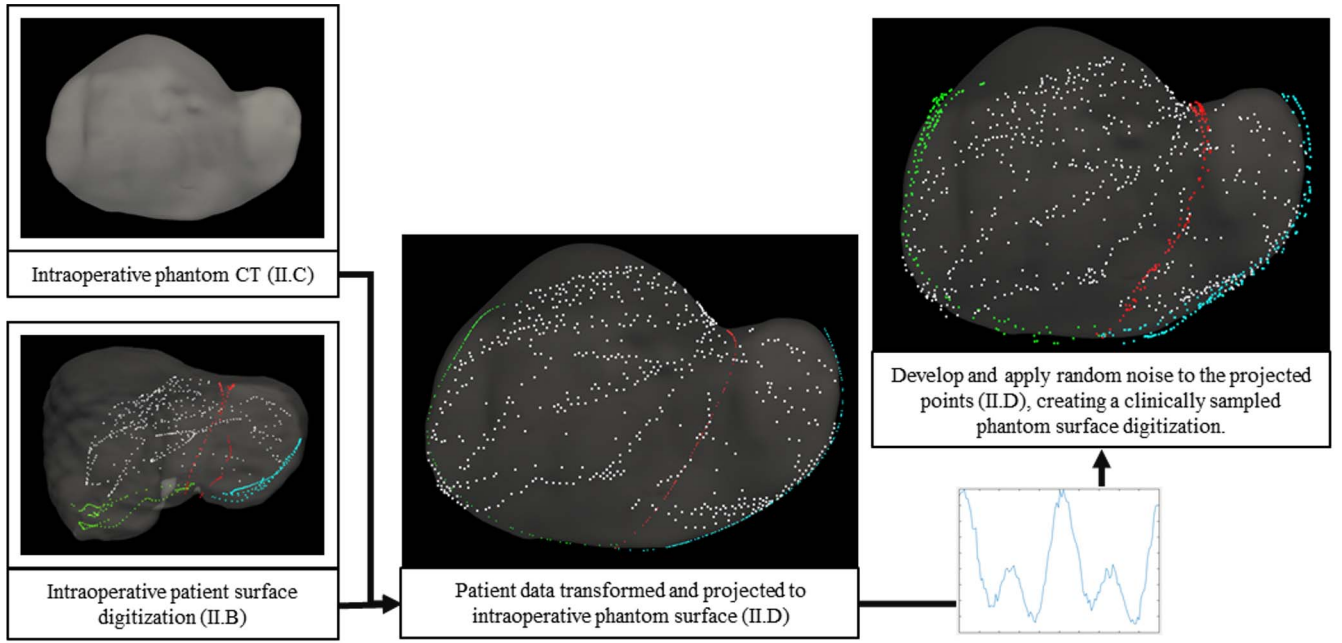 Intraoperative phantom CT (II.C)
Intraoperative patient surface
digitization (II.B)
Patient data transformed and projected to
intraoperative phantom surface (II.D)
Develop and apply random noise to the projected
points (II.D), creating a clinically sampled
phantom surface digitization.